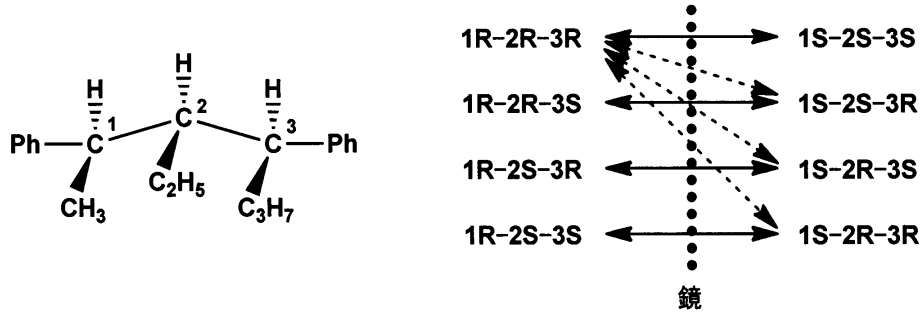 H
H
H
Ph
C
1
C
2
C
3
Ph
CH₃
C₂H₅
C₃H₇
1R-2R-3R
1S-2S-3S
1R-2R-3S
1S-2S-3R
1R-2S-3R
1S-2R-3S
1R-2S-3S
1S-2R-3R
鏡